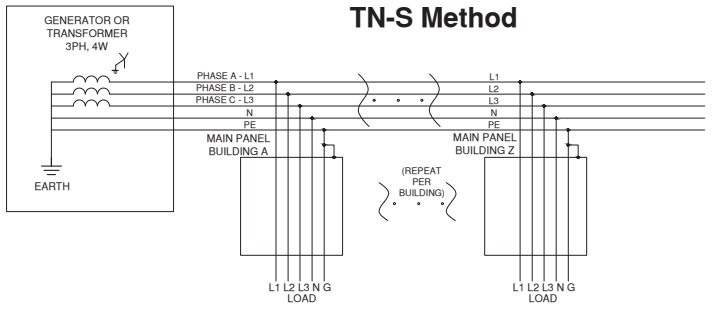 TN-S Method
GENERATOR OR
TRANSFORMER
3PH, 4W
EARTH
PHASE A - L1
PHASE B - L2
PHASE C - L3
N
PE
MAIN PANEL
BUILDING A
L1 L2 L3 N G
LOAD
(REPEAT
PER
BUILDING)
L1
L2
L3
N
PE
MAIN PANEL
BUILDING Z
L1 L2 L3 N G
LOAD